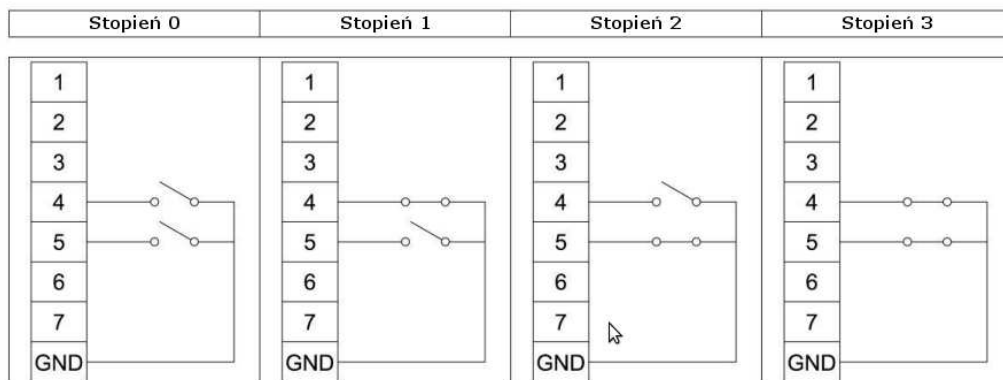 Stopień 0 Stopień 1 Stopień 2 Stopień 3
1 1 1 1
2 2 2 2
3 3 3 3
4 4 4 4
5 5 5 5
6 6 6 6
7 7 7 7
GND GND GND GND